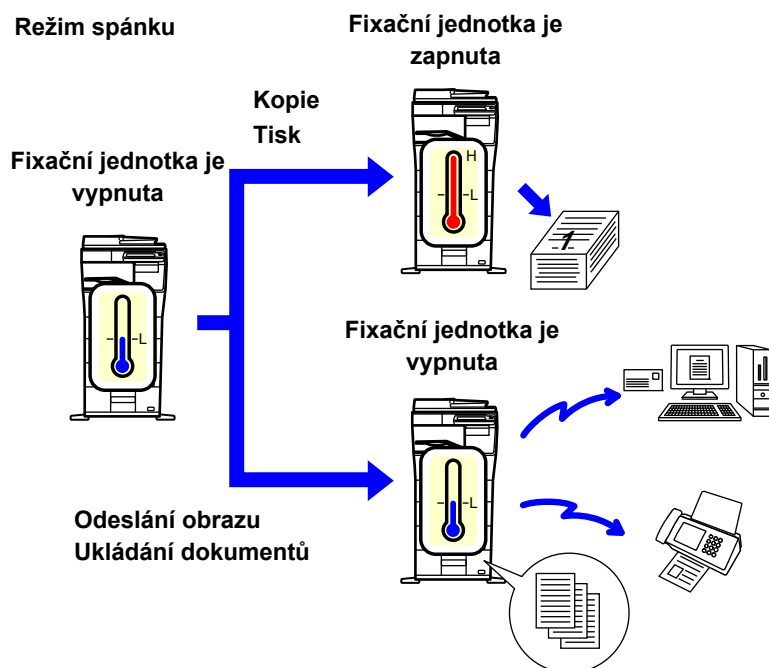 Režim spánku
Fixační jednotka je
zapnuta
Kopie
Tisk
Fixační jednotka je
vypnuta
H
L
1
L
Fixační jednotka je
vypnuta
L
Odeslání obrazu
Ukládání dokumentů